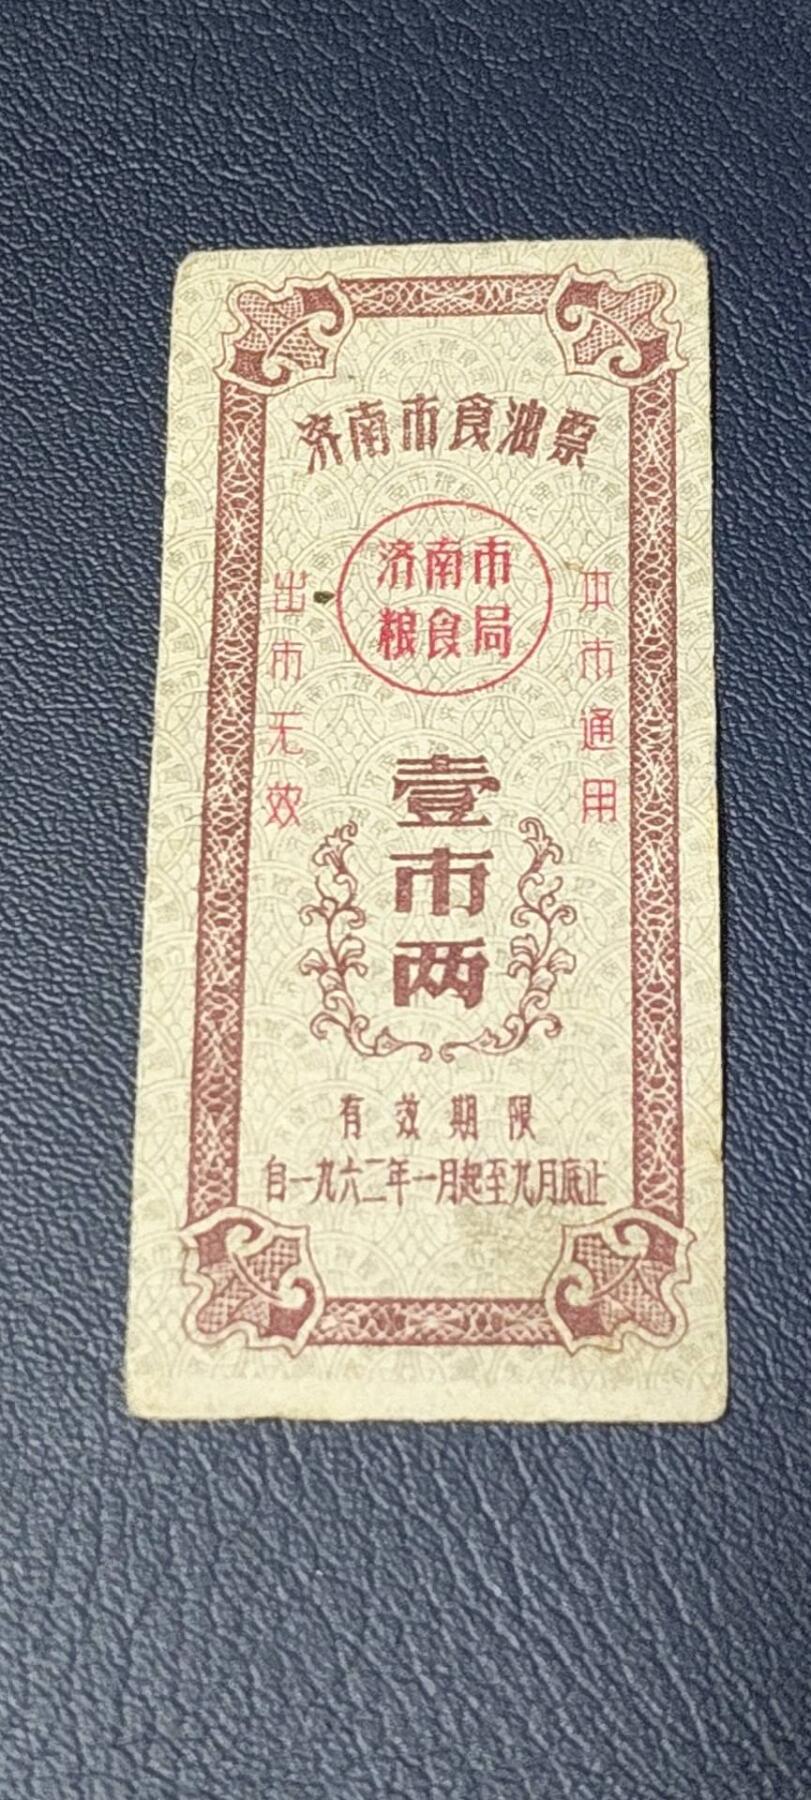 济南市食油票
济南市
粮食局
本市通用
出市无效
壹市两
有效期限
自一九六二年一月起至九月底止